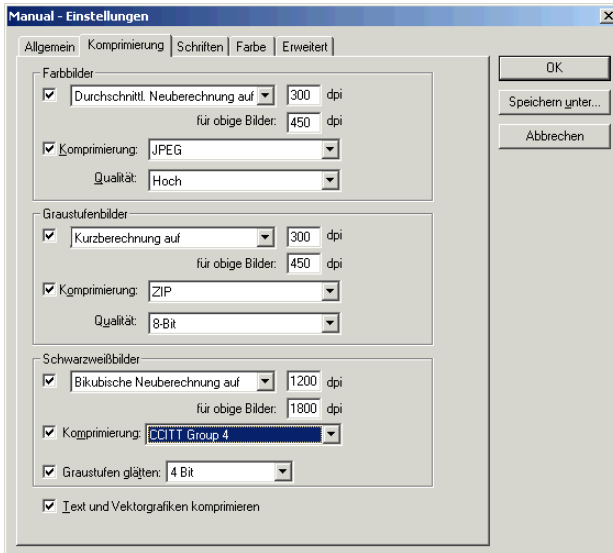 Manual - Einstellungen
Allgemein Komprimierung Schriften Farbe Erweitert
Farbbilder
Durchschnittl. Neuberechnung auf 300 dpi
für obige Bilder: 450
Komprimierung: JPEG
Qualität: Hoch
Graustufenbilder
Kurzberechnung auf 300 dpi
für obige Bilder: 450
Komprimierung: ZIP
Qualität: 8-Bit
Schwarzweißbilder
Bikubische Neuberechnung auf 1200 dpi
für obige Bilder: 1800
Komprimierung: CCITT Group 4
Graustufen glätten: 4 Bit
Text und Vektorgrafiken komprimieren
OK
Speichern unter...
Abbrechen